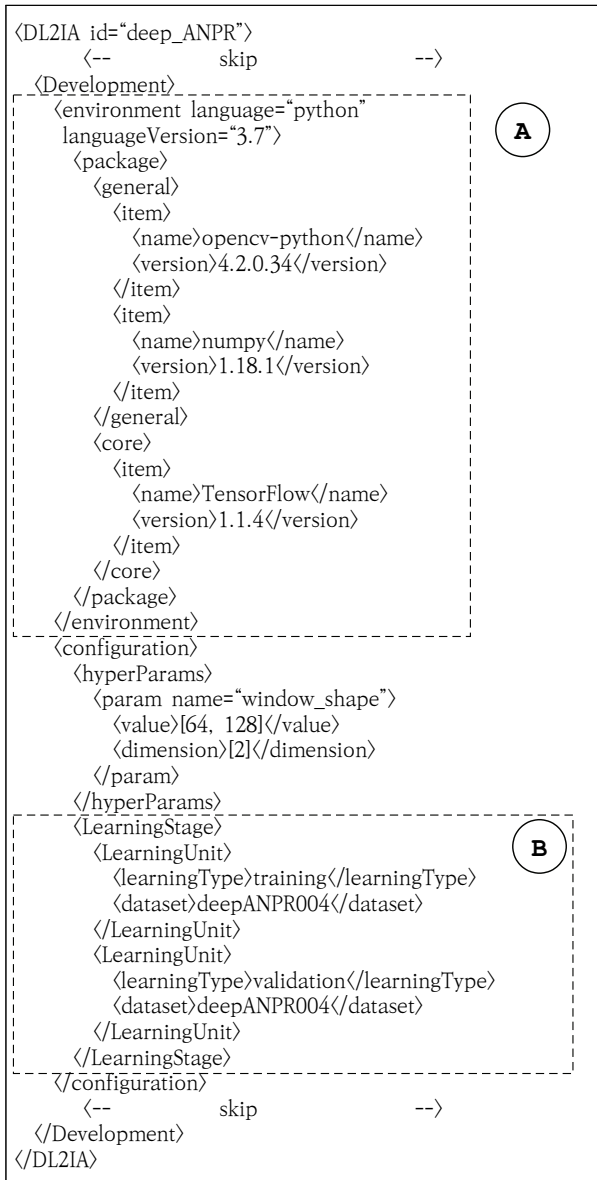 〈DL2IA id=“deep_ANPR”〉
〈-- skip --〉
〈Development〉
〈environment language=“python”
languageVersion=“3.7”〉
A
〈package〉
〈general〉
〈item〉
〈name〉opencv-python〈/name〉
〈version〉4.2.0.34〈/version〉
〈/item〉
〈item〉
〈name〉numpy〈/name〉
〈version〉1.18.1〈/version〉
〈/item〉
〈/general〉
〈core〉
〈item〉
〈name〉TensorFlow〈/name〉
〈version〉1.1.4〈/version〉
〈/item〉
〈/core〉
〈/package〉
〈/environment〉
〈configuration〉
〈hyperParams〉
〈param name=“window_shape”〉
〈value〉[64, 128]〈/value〉
〈dimension〉[2]〈/dimension〉
〈/param〉
〈/hyperParams〉
〈LearningStage〉
B
〈LearningUnit〉
〈learningType〉training〈/learningType〉
〈dataset〉deepANPR004〈/dataset〉
〈/LearningUnit〉
〈LearningUnit〉
〈learningType〉validation〈/learningType〉
〈dataset〉deepANPR004〈/dataset〉
〈/LearningUnit〉
〈/LearningStage〉
〈/configuration〉
〈-- skip --〉
〈/Development〉
〈/DL2IA〉